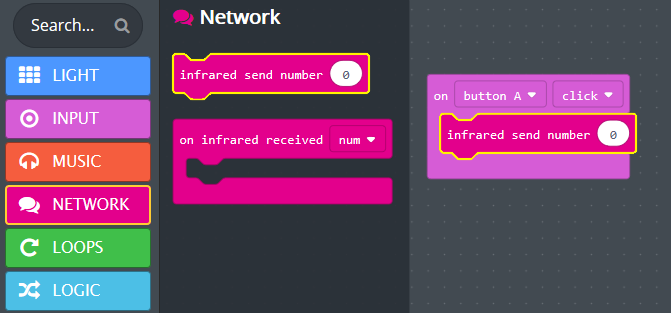 Search...
LIGHT
INPUT
MUSIC
NETWORK
LOOPS
LOGIC
Network
infrared send number 0
on infrared received num
on button A click
infrared send number 0